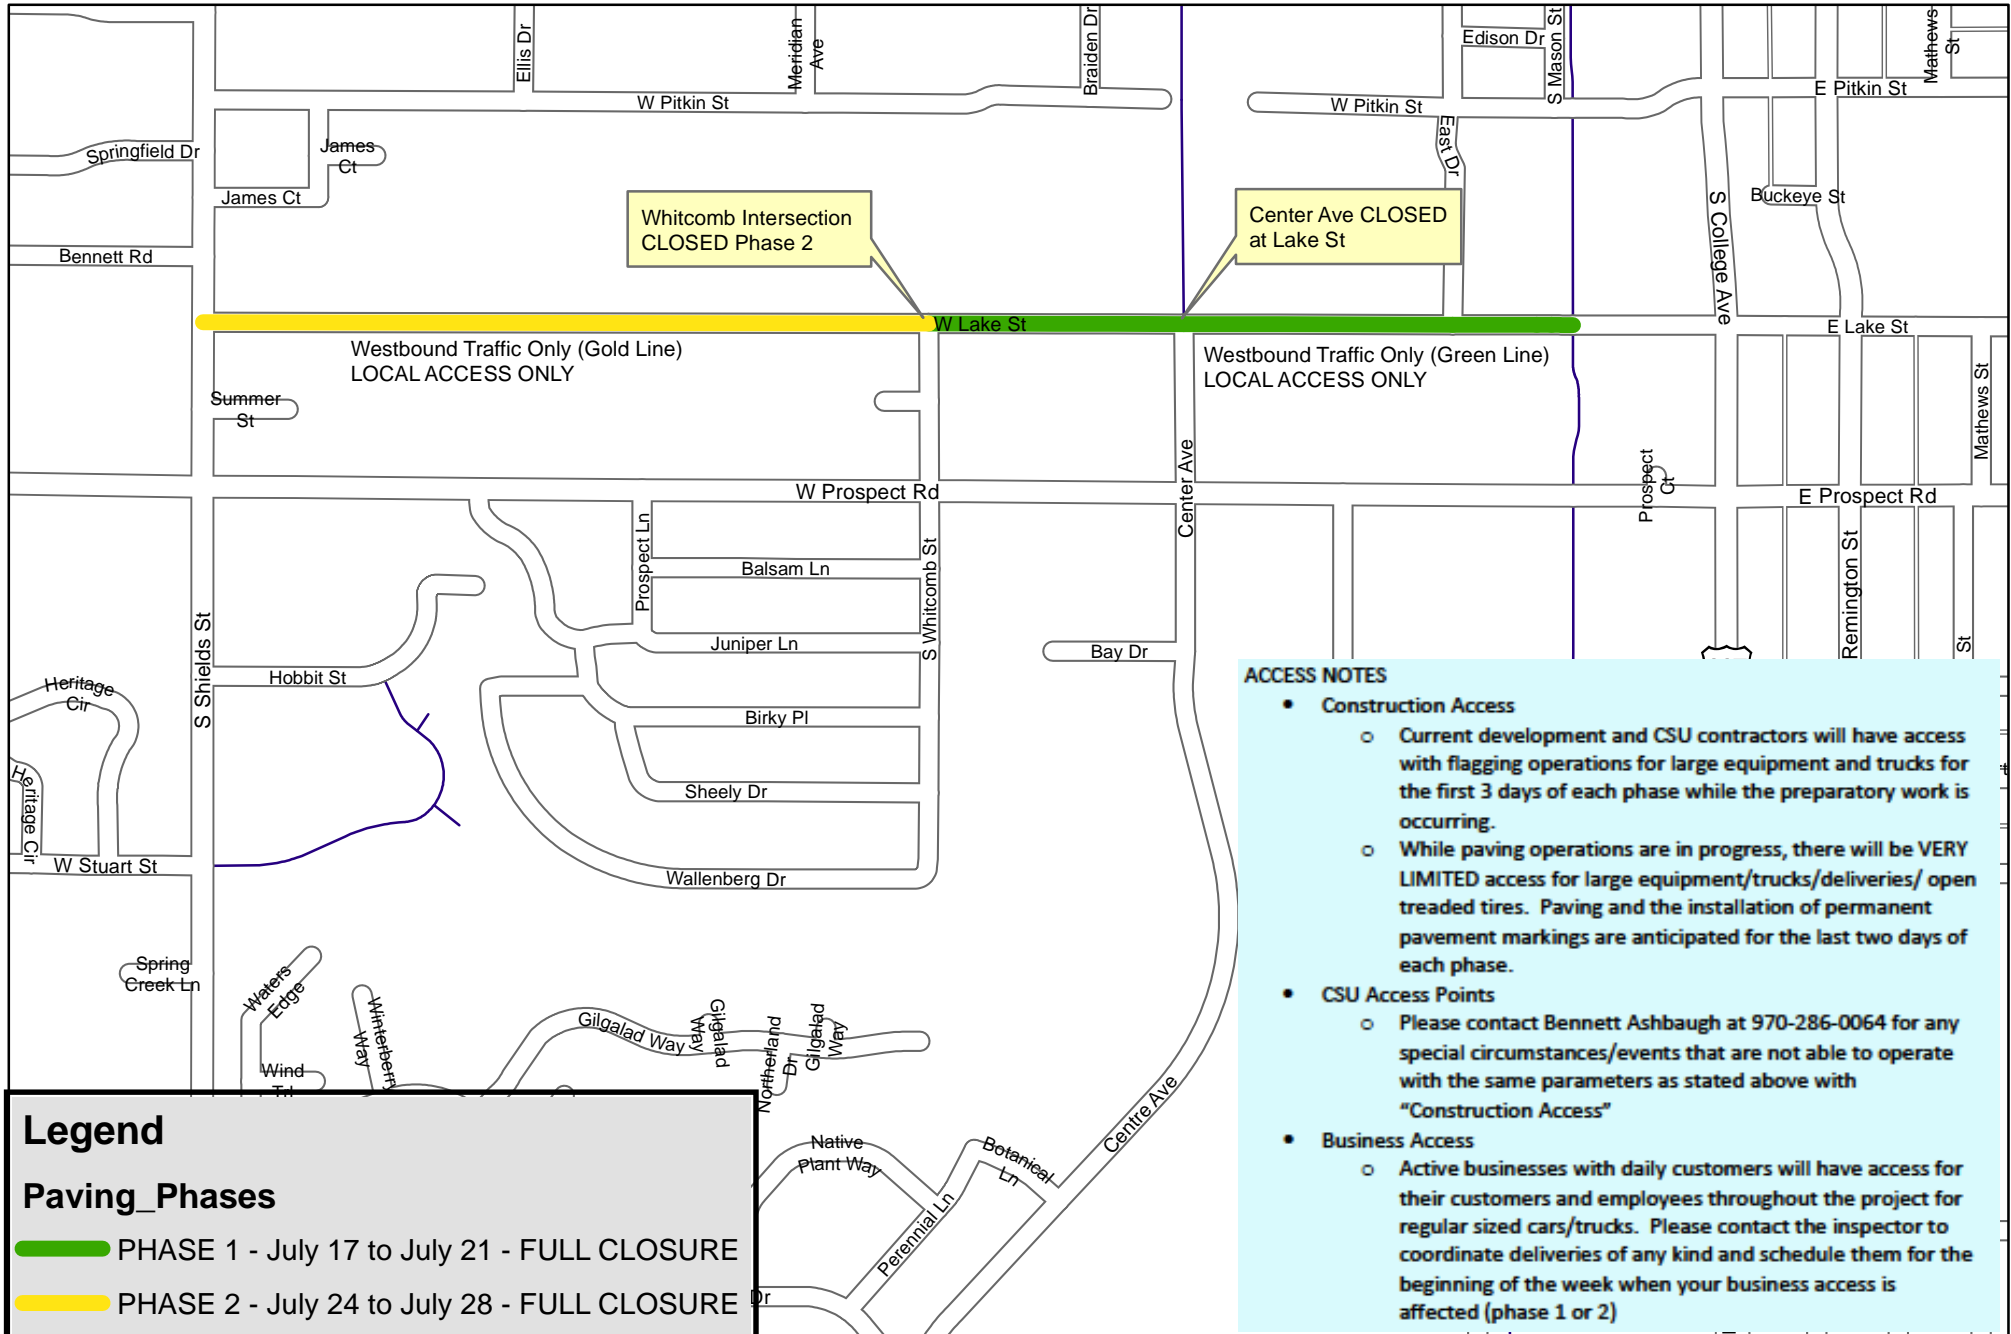 Ellis Dr
Meridian
Ave
Braiden Dr
Edison Dr
S Mason St
Mathews
St
W Pitkin St
W Pitkin St
E Pitkin St
Springfield Dr
James
Ct
James Ct
East Dr
Buckeye St
S College Ave
Bennett Rd
Whitcomb Intersection
CLOSED Phase 2
Center Ave CLOSED
at Lake St
W Lake St
E Lake St
Westbound Traffic Only (Gold Line)
LOCAL ACCESS ONLY
Westbound Traffic Only (Green Line)
LOCAL ACCESS ONLY
Summer
St
Mathews St
Center Ave
Prospect
Ct
W Prospect Rd
E Prospect Rd
Prospect Ln
Balsam Ln
S Whitcomb St
Remington St
St
Juniper Ln
Bay Dr
S Shields St
Hobbit St
Heritage
Cir
Birky Pl
Heritage Cir
Sheely Dr
W Stuart St
Wallenberg Dr
Spring
Creek Ln
Waters
Edge
Winterberry
Way
Gilgalad Way
Gilgalad
Way
Northerland
Dr
Gilgalad
Way
Wind
Centre Ave
Native
Plant Way
Botanical
Ln
Perennial Ln
Dr
ACCESS NOTES
• Construction Access
o Current development and CSU contractors will have access
with flagging operations for large equipment and trucks for
the first 3 days of each phase while the preparatory work is
occurring.
o While paving operations are in progress, there will be VERY
LIMITED access for large equipment/trucks/deliveries/ open
treaded tires. Paving and the installation of permanent
pavement markings are anticipated for the last two days of
each phase.
• CSU Access Points
o Please contact Bennett Ashbaugh at 970-286-0064 for any
special circumstances/events that are not able to operate
with the same parameters as stated above with
“Construction Access”
• Business Access
o Active businesses with daily customers will have access for
their customers and employees throughout the project for
regular sized cars/trucks. Please contact the inspector to
coordinate deliveries of any kind and schedule them for the
beginning of the week when your business access is
affected (phase 1 or 2)
Legend
Paving_Phases
PHASE 1 - July 17 to July 21 - FULL CLOSURE
PHASE 2 - July 24 to July 28 - FULL CLOSURE